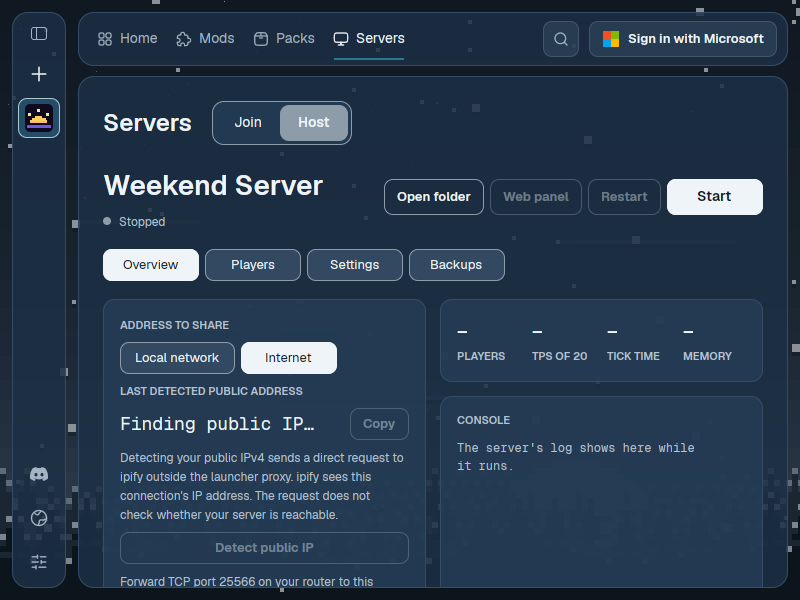 Home
Mods
Packs
Servers
Sign in with Microsoft
Servers
Join
Host
Weekend Server
Stopped
Open folder
Web panel
Restart
Start
Overview
Players
Settings
Backups
ADDRESS TO SHARE
Local network
Internet
LAST DETECTED PUBLIC ADDRESS
Finding public IP…
Copy
Detecting your public IPv4 sends a direct request to
ipify outside the launcher proxy. ipify sees this
connection's IP address. The request does not
check whether your server is reachable.
Detect public IP
Forward TCP port 25566 on your router to this
– – – –
PLAYERS TPS OF 20 TICK TIME MEMORY
CONSOLE
The server's log shows here while
it runs.